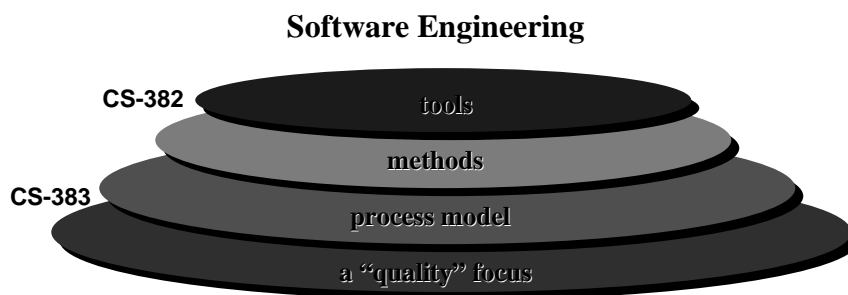 Software Engineering
CS-382
tools
methods
CS-383
process model
a “quality” focus